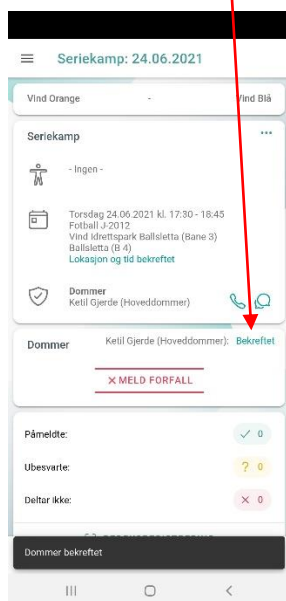 Seriekamp: 24.06.2021
Vind Orange - Vind Blå
Seriekamp
- Ingen -
Torsdag 24.06.2021 kl. 17:30 - 18:45
Fotball J-2012
Vind Idrettspark Ballsletta (Bane 3)
Ballsletta (B 4)
Lokasjon og tid bekreftet
Dommer
Ketil Gjerde (Hoveddommer)
Dommer Ketil Gjerde (Hoveddommer): Bekreftet
× MELD FORFALL
Påmeldte: ✓ 0
Ubesvarte: ? 0
Deltar ikke: × 0
Dommer bekreftet